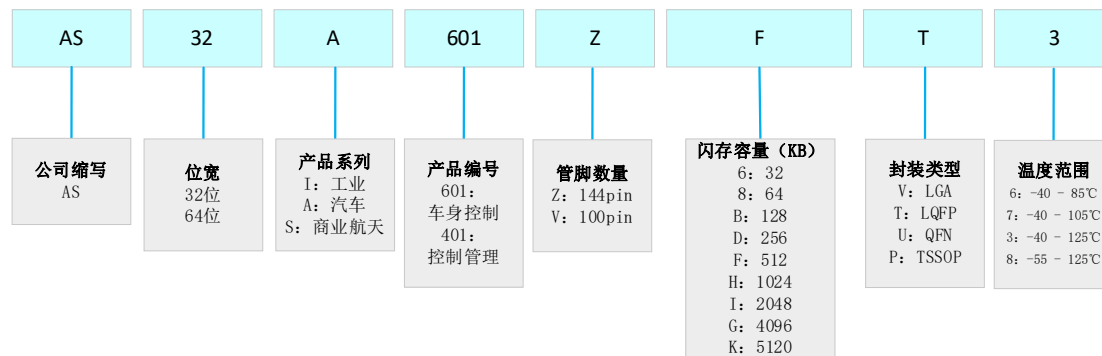 AS
32
A
601
Z
F
T
3
公司缩写
AS
位宽
32位
64位
产品系列
I: 工业
A: 汽车
S: 商业航天
产品编号
601:
车身控制
401:
控制管理
管脚数量
Z: 144pin
V: 100pin
闪存容量（KB）
6: 32
8: 64
B: 128
D: 256
F: 512
H: 1024
I: 2048
G: 4096
K: 5120
封装类型
V: LGA
T: LQFP
U: QFN
P: TSSOP
温度范围
6: -40 - 85℃
7: -40 - 105℃
3: -40 - 125℃
8: -55 - 125℃